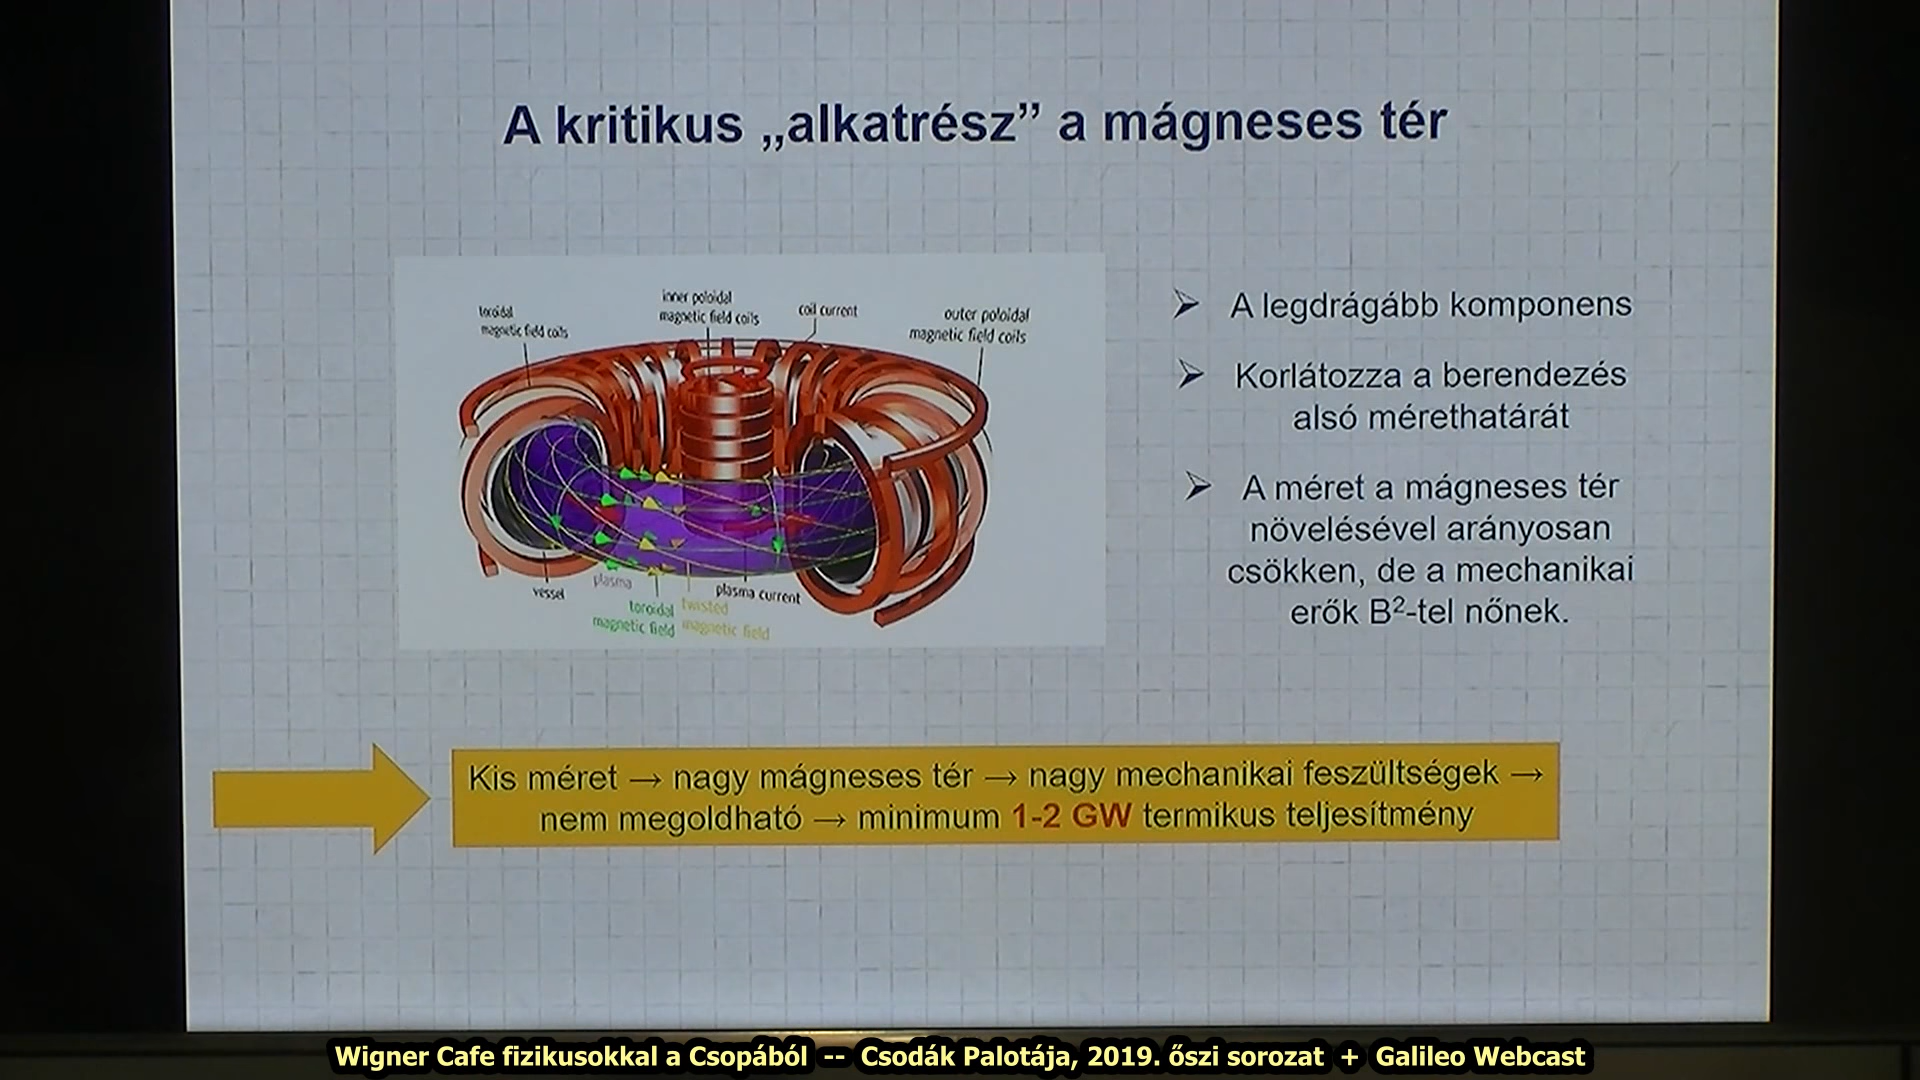 A kritikus „alkatrész” a mágneses tér
toroidal
magnetic field coils
inner poloidal
magnetic field coils
coil current
outer poloidal
magnetic field coils
vessel
plasma
plasma current
toroidal
magnetic field
twisted
magnetic field
➢ A legdrágább komponens
➢ Korlátozza a berendezés
alsó mérethatárát
➢ A méret a mágneses tér
növelésével arányosan
csökken, de a mechanikai
erők B²-tel nőnek.
Kis méret → nagy mágneses tér → nagy mechanikai feszültségek →
nem megoldható → minimum 1-2 GW termikus teljesítmény
Wigner Cafe fizikusokkal a Csopából -- Csodák Palotája, 2019. őszi sorozat + Galileo Webcast